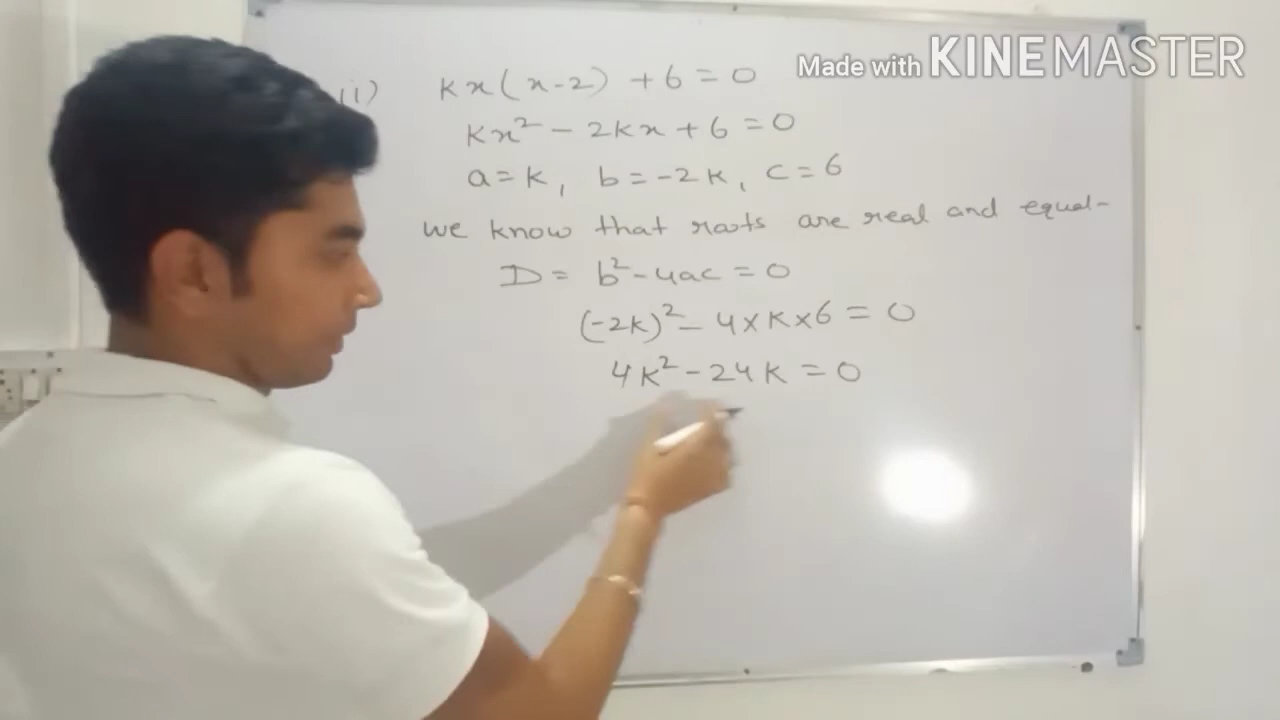 Made with KINEMASTER
ii) kx(x-2) + 6 = 0
kx² - 2kx + 6 = 0
a = k, b = -2k, c = 6
we know that roots are real and equal-
D = b² - 4ac = 0
(-2k)² - 4×k×6 = 0
4k² - 24k = 0